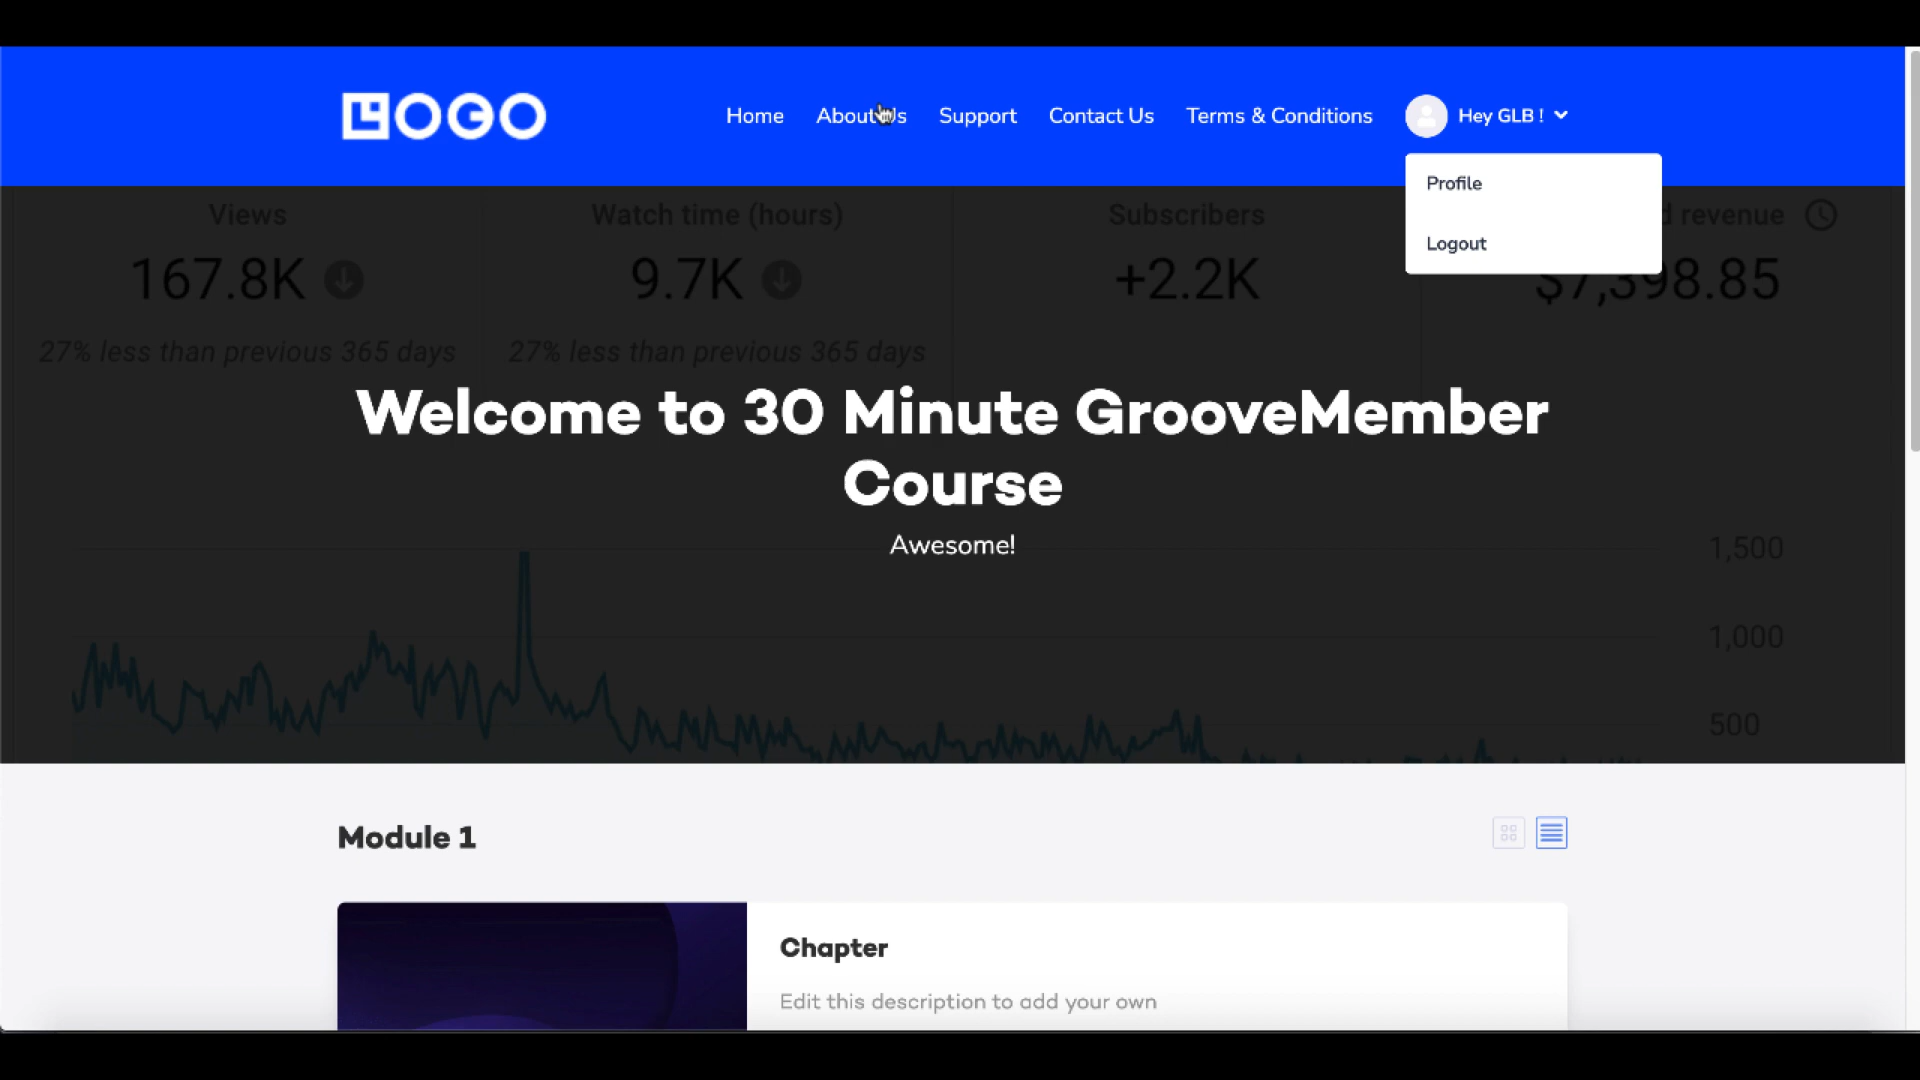 LOGO
Home About Us Support Contact Us Terms & Conditions Hey GLB !
Profile
Logout
Views Watch time (hours) Subscribers revenue
167.8K 9.7K +2.2K $7,398.85
27% less than previous 365 days 27% less than previous 365 days
Welcome to 30 Minute GrooveMember
Course
Awesome!
1,500
1,000
500
Module 1
Chapter
Edit this description to add your own